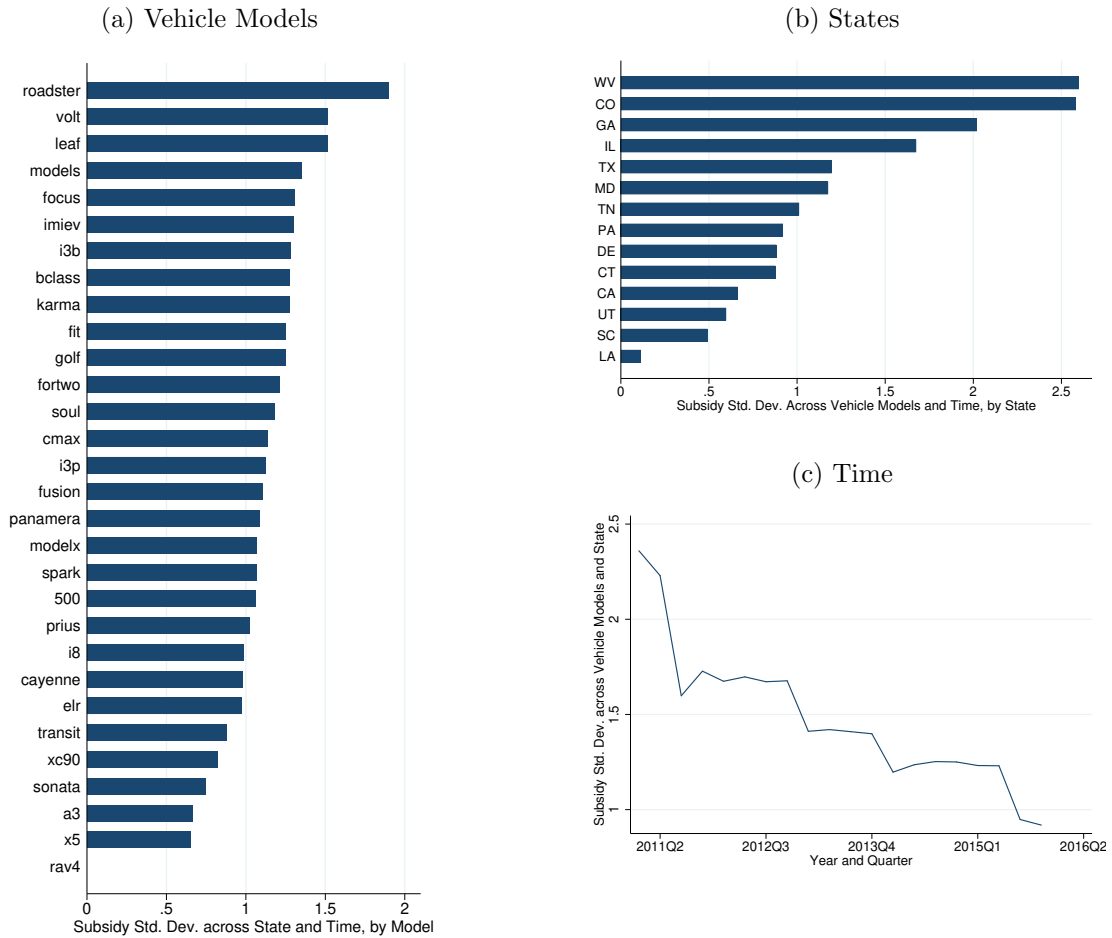 (a) Vehicle Models
roadster
volt
leaf
models
focus
imiev
i3b
bclass
karma
fit
golf
fortwo
soul
cmax
i3p
fusion
panamera
modelx
spark
500
prius
i8
cayenne
elr
transit
xc90
sonata
a3
x5
rav4
0 .5 1 1.5 2
Subsidy Std. Dev. across State and Time, by Model
(b) States
WV
CO
GA
IL
TX
MD
TN
PA
DE
CT
CA
UT
SC
LA
0 .5 1 1.5 2 2.5
Subsidy Std. Dev. Across Vehicle Models and Time, by State
(c) Time
Subsidy Std. Dev. across Vehicle Models and State
2.5
2
1.5
1
2011Q2 2012Q3 2013Q4 2015Q1 2016Q2
Year and Quarter